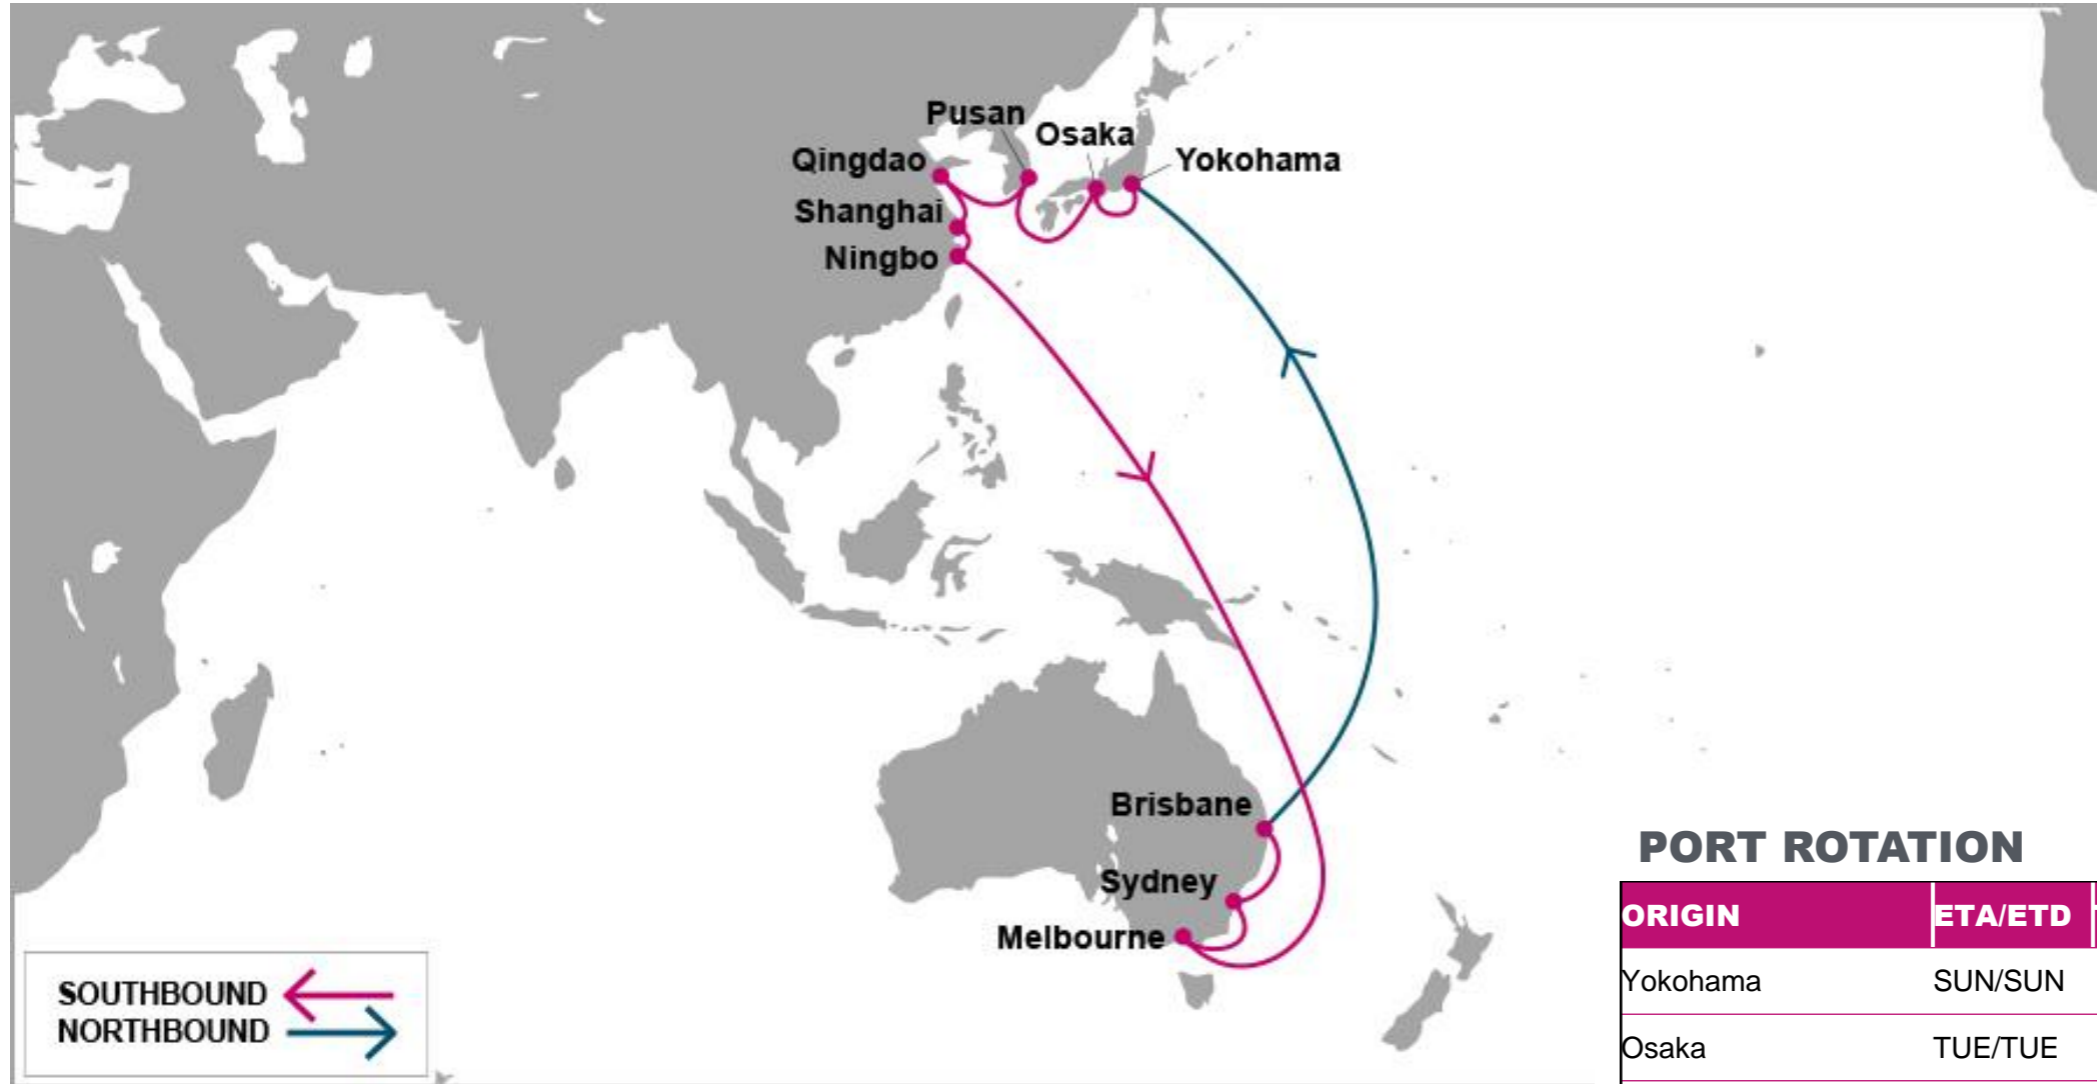 Pusan
Osaka
Qingdao
Yokohama
Shanghai
Ningbo
Brisbane
Sydney
Melbourne
SOUTHBOUND
NORTHBOUND
PORT ROTATION
ORIGIN ETA/ETD
Yokohama SUN/SUN
Osaka TUE/TUE